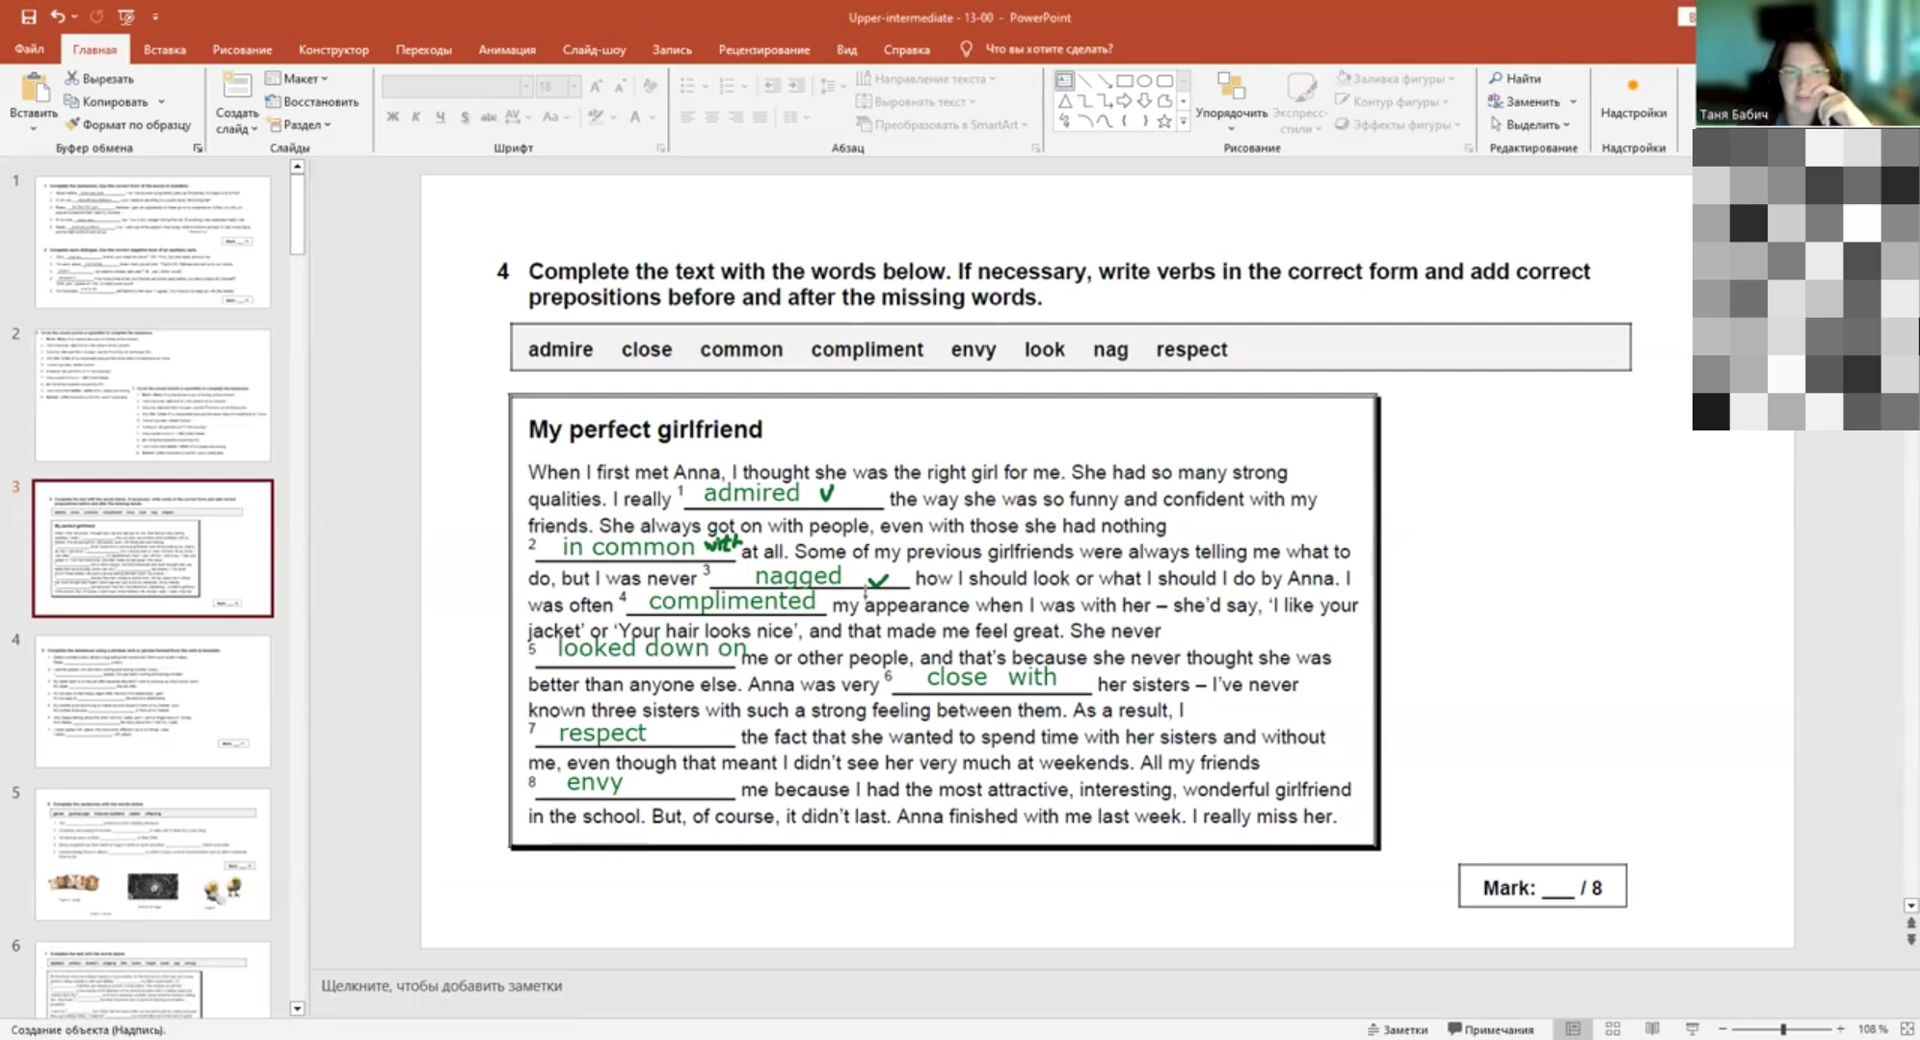 Upper-intermediate - 13-00 - PowerPoint
Файл Главная Вставка Рисование Конструктор Переходы Анимация Слайд-шоу Запись Рецензирование Вид Справка Что вы хотите сделать?
Вставить
Вырезать
Копировать
Формат по образцу
Буфер обмена
Создать слайд
Макет
Восстановить
Раздел
Слайды
18
Ж К Ч S abc AV Aa A
Шрифт
Направление текста
Выровнять текст
Преобразовать в SmartArt
Абзац
Упорядочить
Экспресс-стили
Заливка фигуры
Контур фигуры
Эффекты фигуры
Рисование
Найти
Заменить
Выделить
Редактирование
Надстройки
Надстройки
Таня Бабич
1
2
3
4
5
6
4 Complete the text with the words below. If necessary, write verbs in the correct form and add correct
prepositions before and after the missing words.
admire close common compliment envy look nag respect
My perfect girlfriend
When I first met Anna, I thought she was the right girl for me. She had so many strong
qualities. I really 1 admired ✓ the way she was so funny and confident with my
friends. She always got on with people, even with those she had nothing
2 in common with at all. Some of my previous girlfriends were always telling me what to
do, but I was never 3 nagged ✓ how I should look or what I should I do by Anna. I
was often 4 complimented my appearance when I was with her – she’d say, ‘I like your
jacket’ or ‘Your hair looks nice’, and that made me feel great. She never
5 looked down on me or other people, and that’s because she never thought she was
better than anyone else. Anna was very 6 close with her sisters – I’ve never
known three sisters with such a strong feeling between them. As a result, I
7 respect the fact that she wanted to spend time with her sisters and without
me, even though that meant I didn’t see her very much at weekends. All my friends
8 envy me because I had the most attractive, interesting, wonderful girlfriend
in the school. But, of course, it didn’t last. Anna finished with me last week. I really miss her.
Mark: ___ / 8
Щелкните, чтобы добавить заметки
Создание объекта (Надпись).
Заметки Примечания 108 %